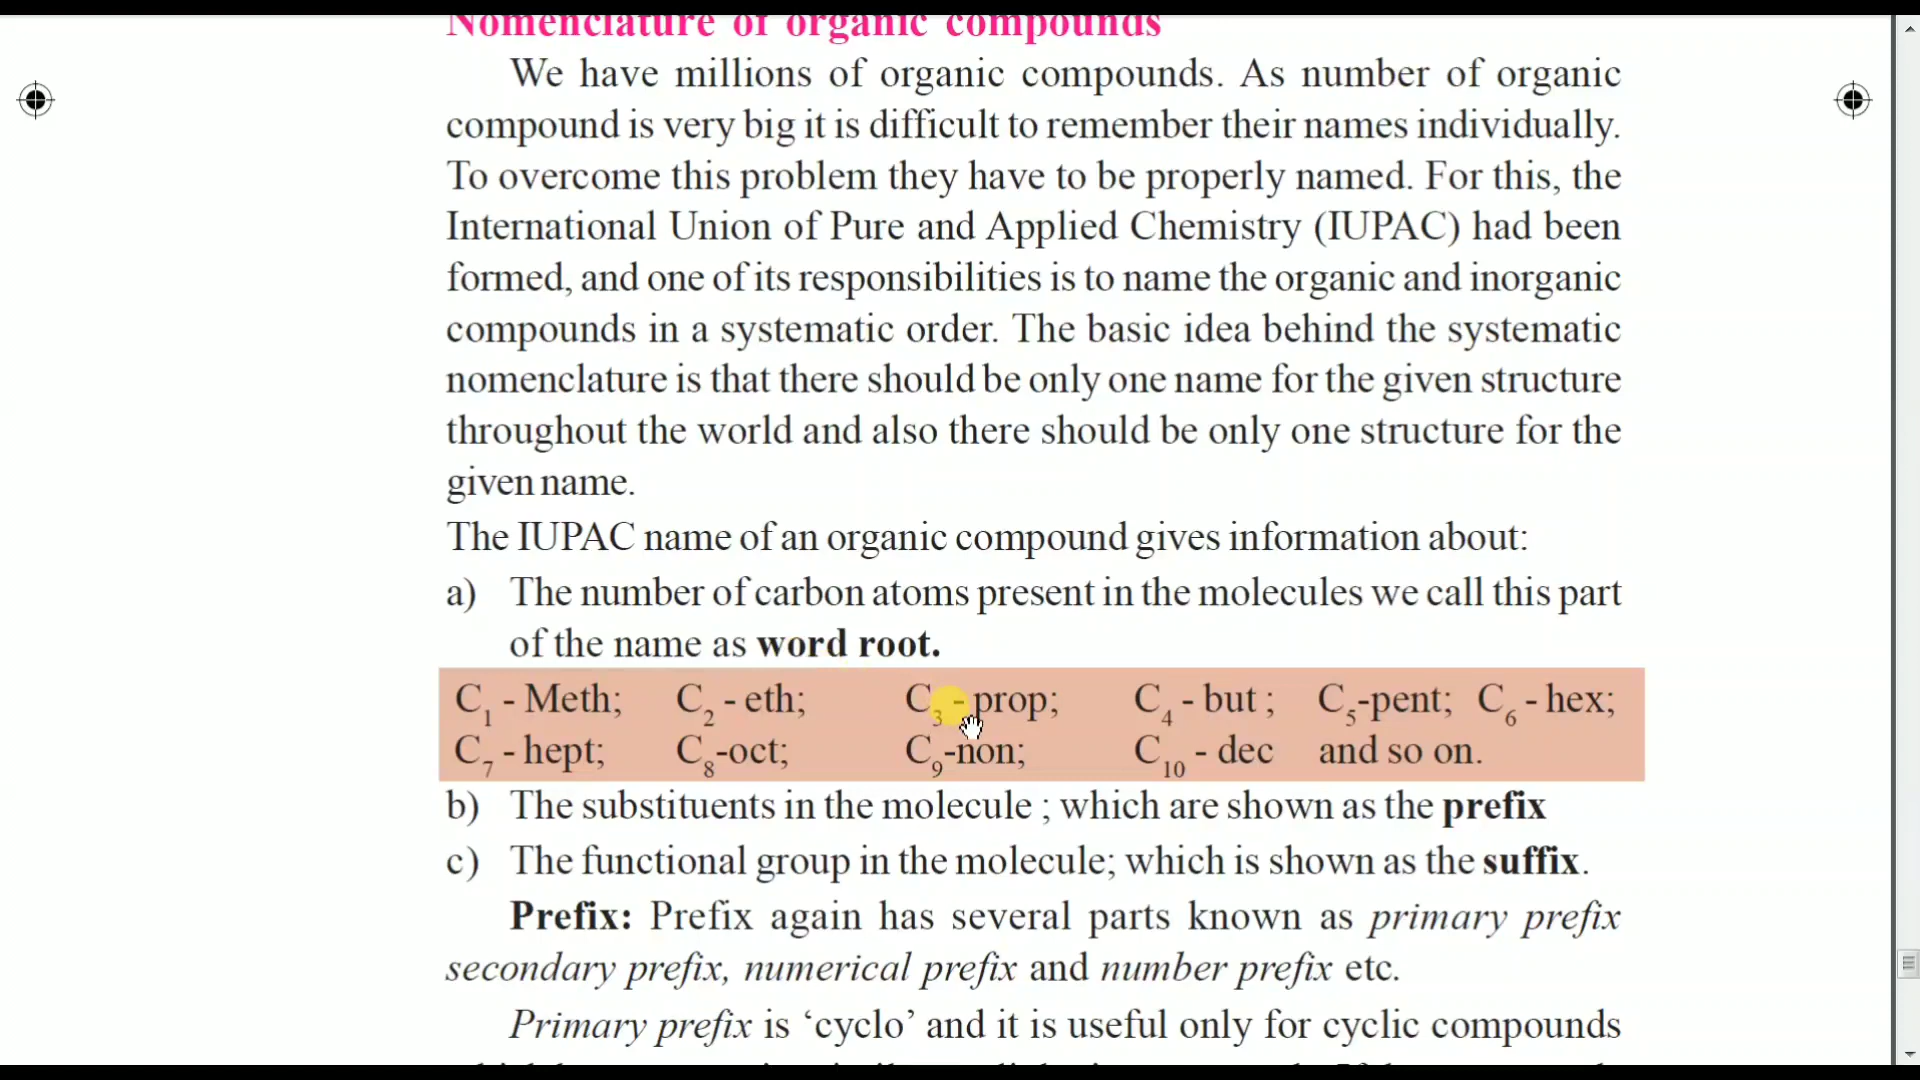 Nomenclature of organic compounds
We have millions of organic compounds. As number of organic
compound is very big it is difficult to remember their names individually.
To overcome this problem they have to be properly named. For this, the
International Union of Pure and Applied Chemistry (IUPAC) had been
formed, and one of its responsibilities is to name the organic and inorganic
compounds in a systematic order. The basic idea behind the systematic
nomenclature is that there should be only one name for the given structure
throughout the world and also there should be only one structure for the
given name.
The IUPAC name of an organic compound gives information about:
a) The number of carbon atoms present in the molecules we call this part
of the name as word root.
C₁ - Meth; C₂ - eth; C₃ - prop; C₄ - but ; C₅-pent; C₆ - hex;
C₇ - hept; C₈-oct; C₉-non; C₁₀ - dec and so on.
b) The substituents in the molecule ; which are shown as the prefix
c) The functional group in the molecule; which is shown as the suffix.
Prefix: Prefix again has several parts known as primary prefix
secondary prefix, numerical prefix and number prefix etc.
Primary prefix is ‘cyclo’ and it is useful only for cyclic compounds